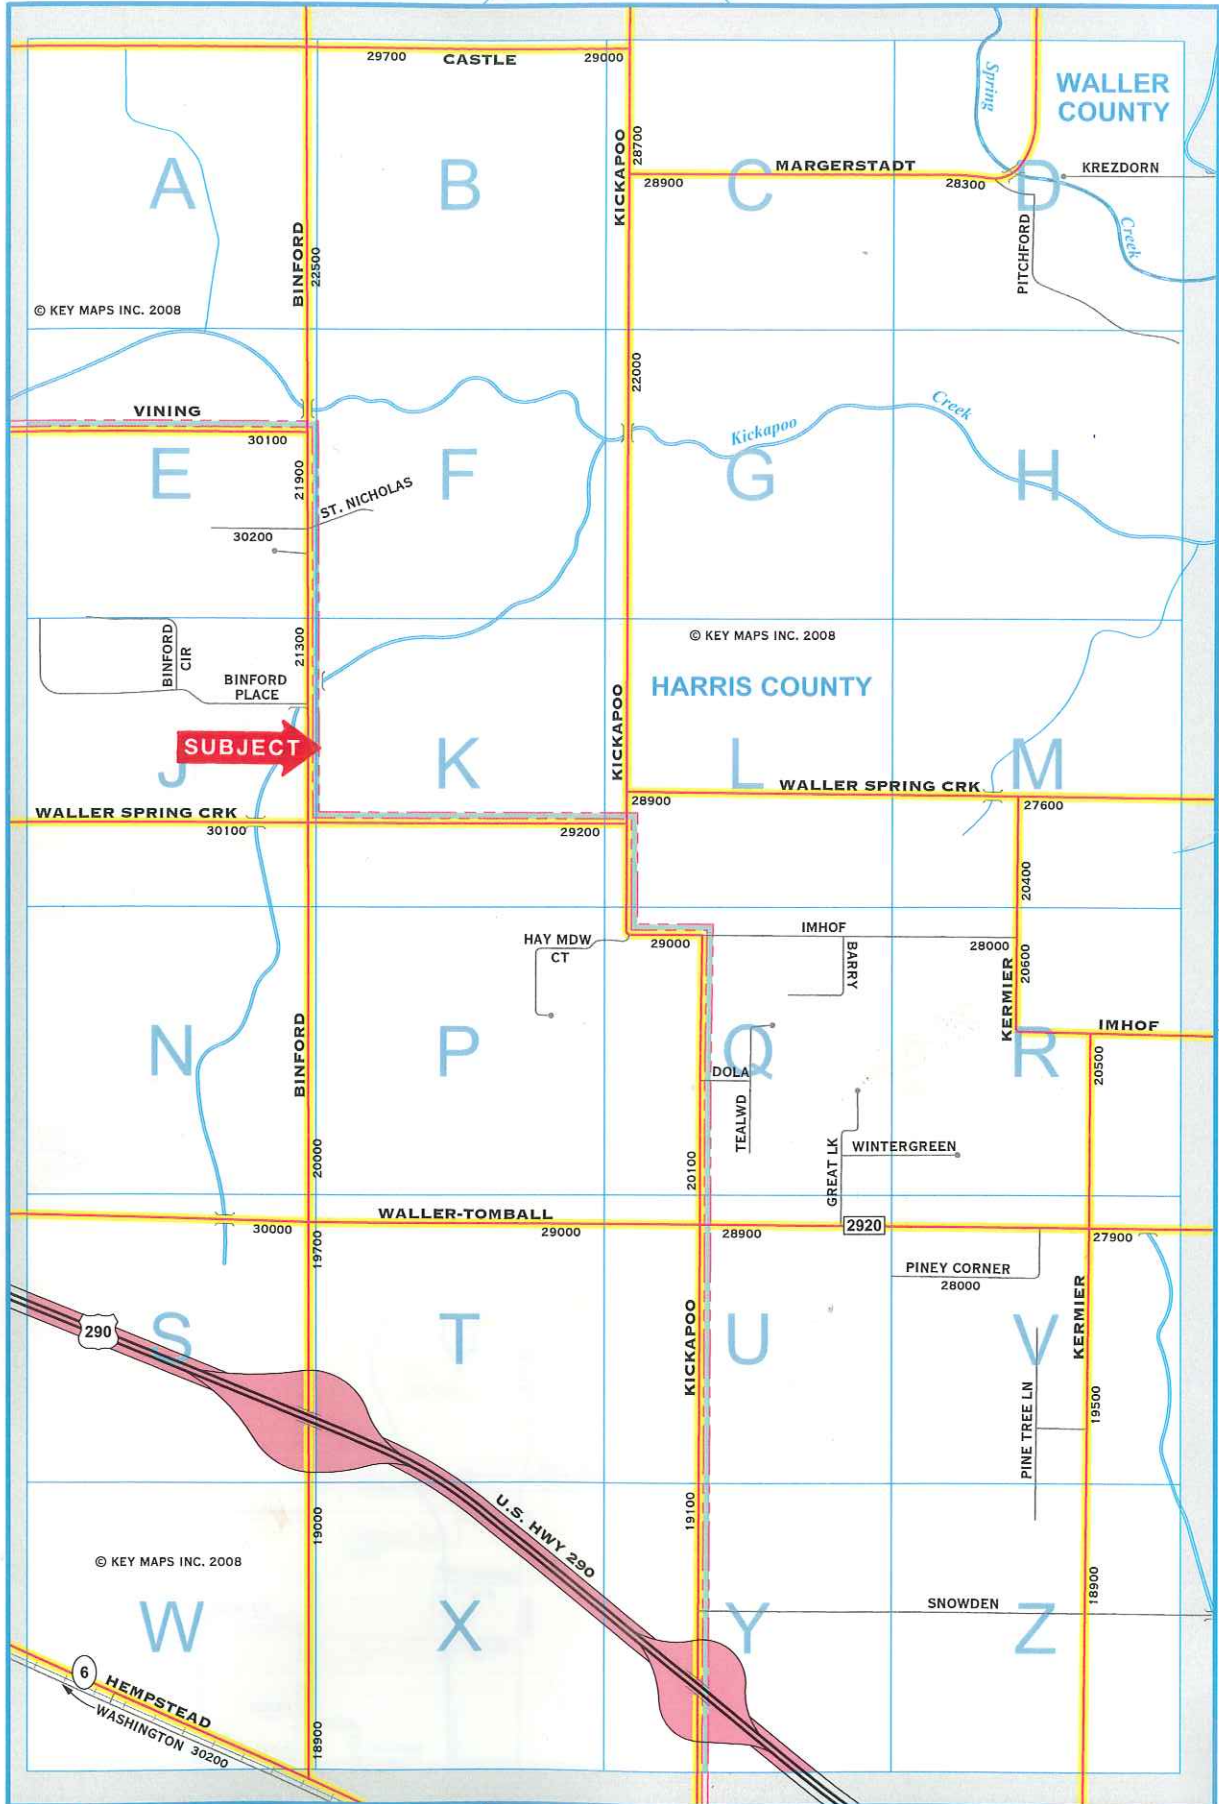 29700 CASTLE 29000
Spring
WALLER
COUNTY
KICKAPOO
28700
MARGERSTADT
28900
28300
KREZDORN
A
B
C
D
BINFORD
22500
PITCHFORD
Creek
© KEY MAPS INC. 2008
22000
VINING
30100
Kickapoo
Creek
E
F
G
H
21900
ST. NICHOLAS
30200
BINFORD
CIR
21300
© KEY MAPS INC. 2008
BINFORD
PLACE
HARRIS COUNTY
KICKAPOO
SUBJECT
J
K
L
M
WALLER SPRING CRK
28900
27600
WALLER SPRING CRK
30100
29200
20400
HAY MDW
CT
29000
IMHOF
28000
BARRY
KERMIER
20600
IMHOF
BINFORD
N
P
Q
R
20500
DOLA
TEALWD
20000
20100
GREAT LK
WINTERGREEN
WALLER-TOMBALL
30000
29000
28900
2920
27900
19700
PINEY CORNER
28000
KICKAPOO
KERMIER
290
S
T
U
V
PINE TREE LN
19500
U.S. HWY 290
19000
19100
© KEY MAPS INC. 2008
18900
SNOWDEN
W
X
Y
Z
6
HEMPSTEAD
WASHINGTON 30200
18900